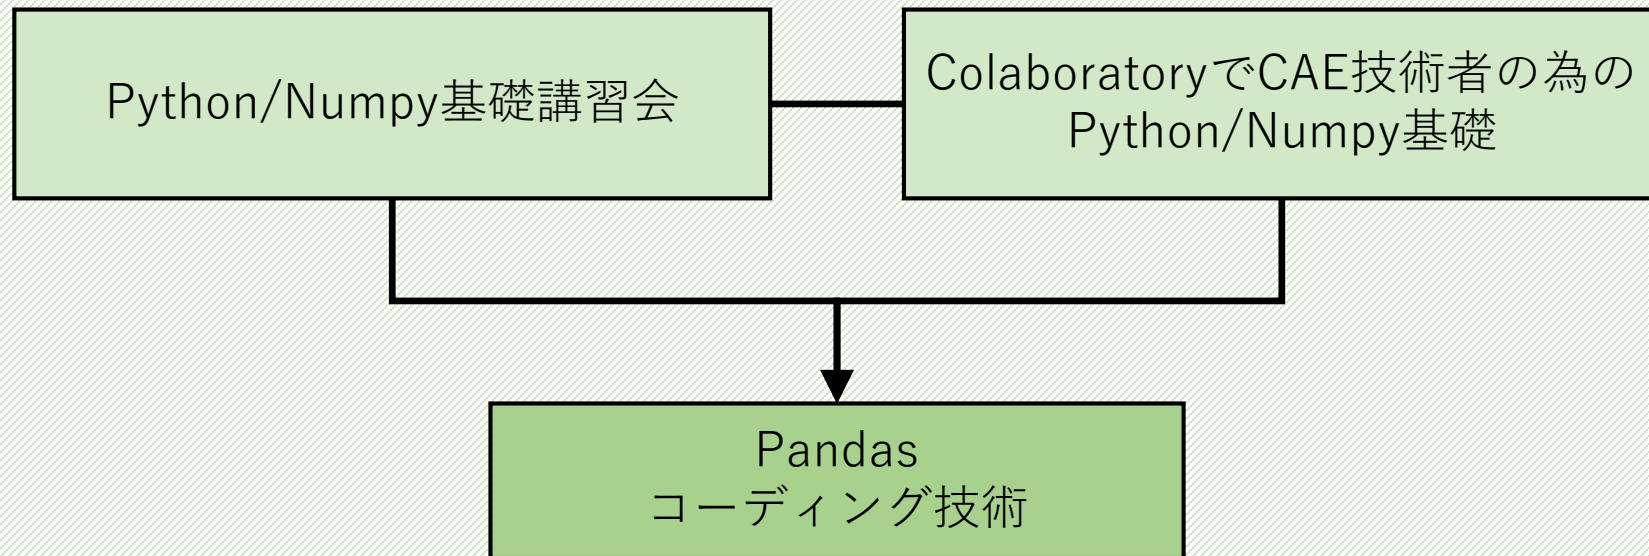 Python/Numpy基礎講習会
ColaboratoryでCAE技術者の為の
Python/Numpy基礎
Pandas
コーディング技術